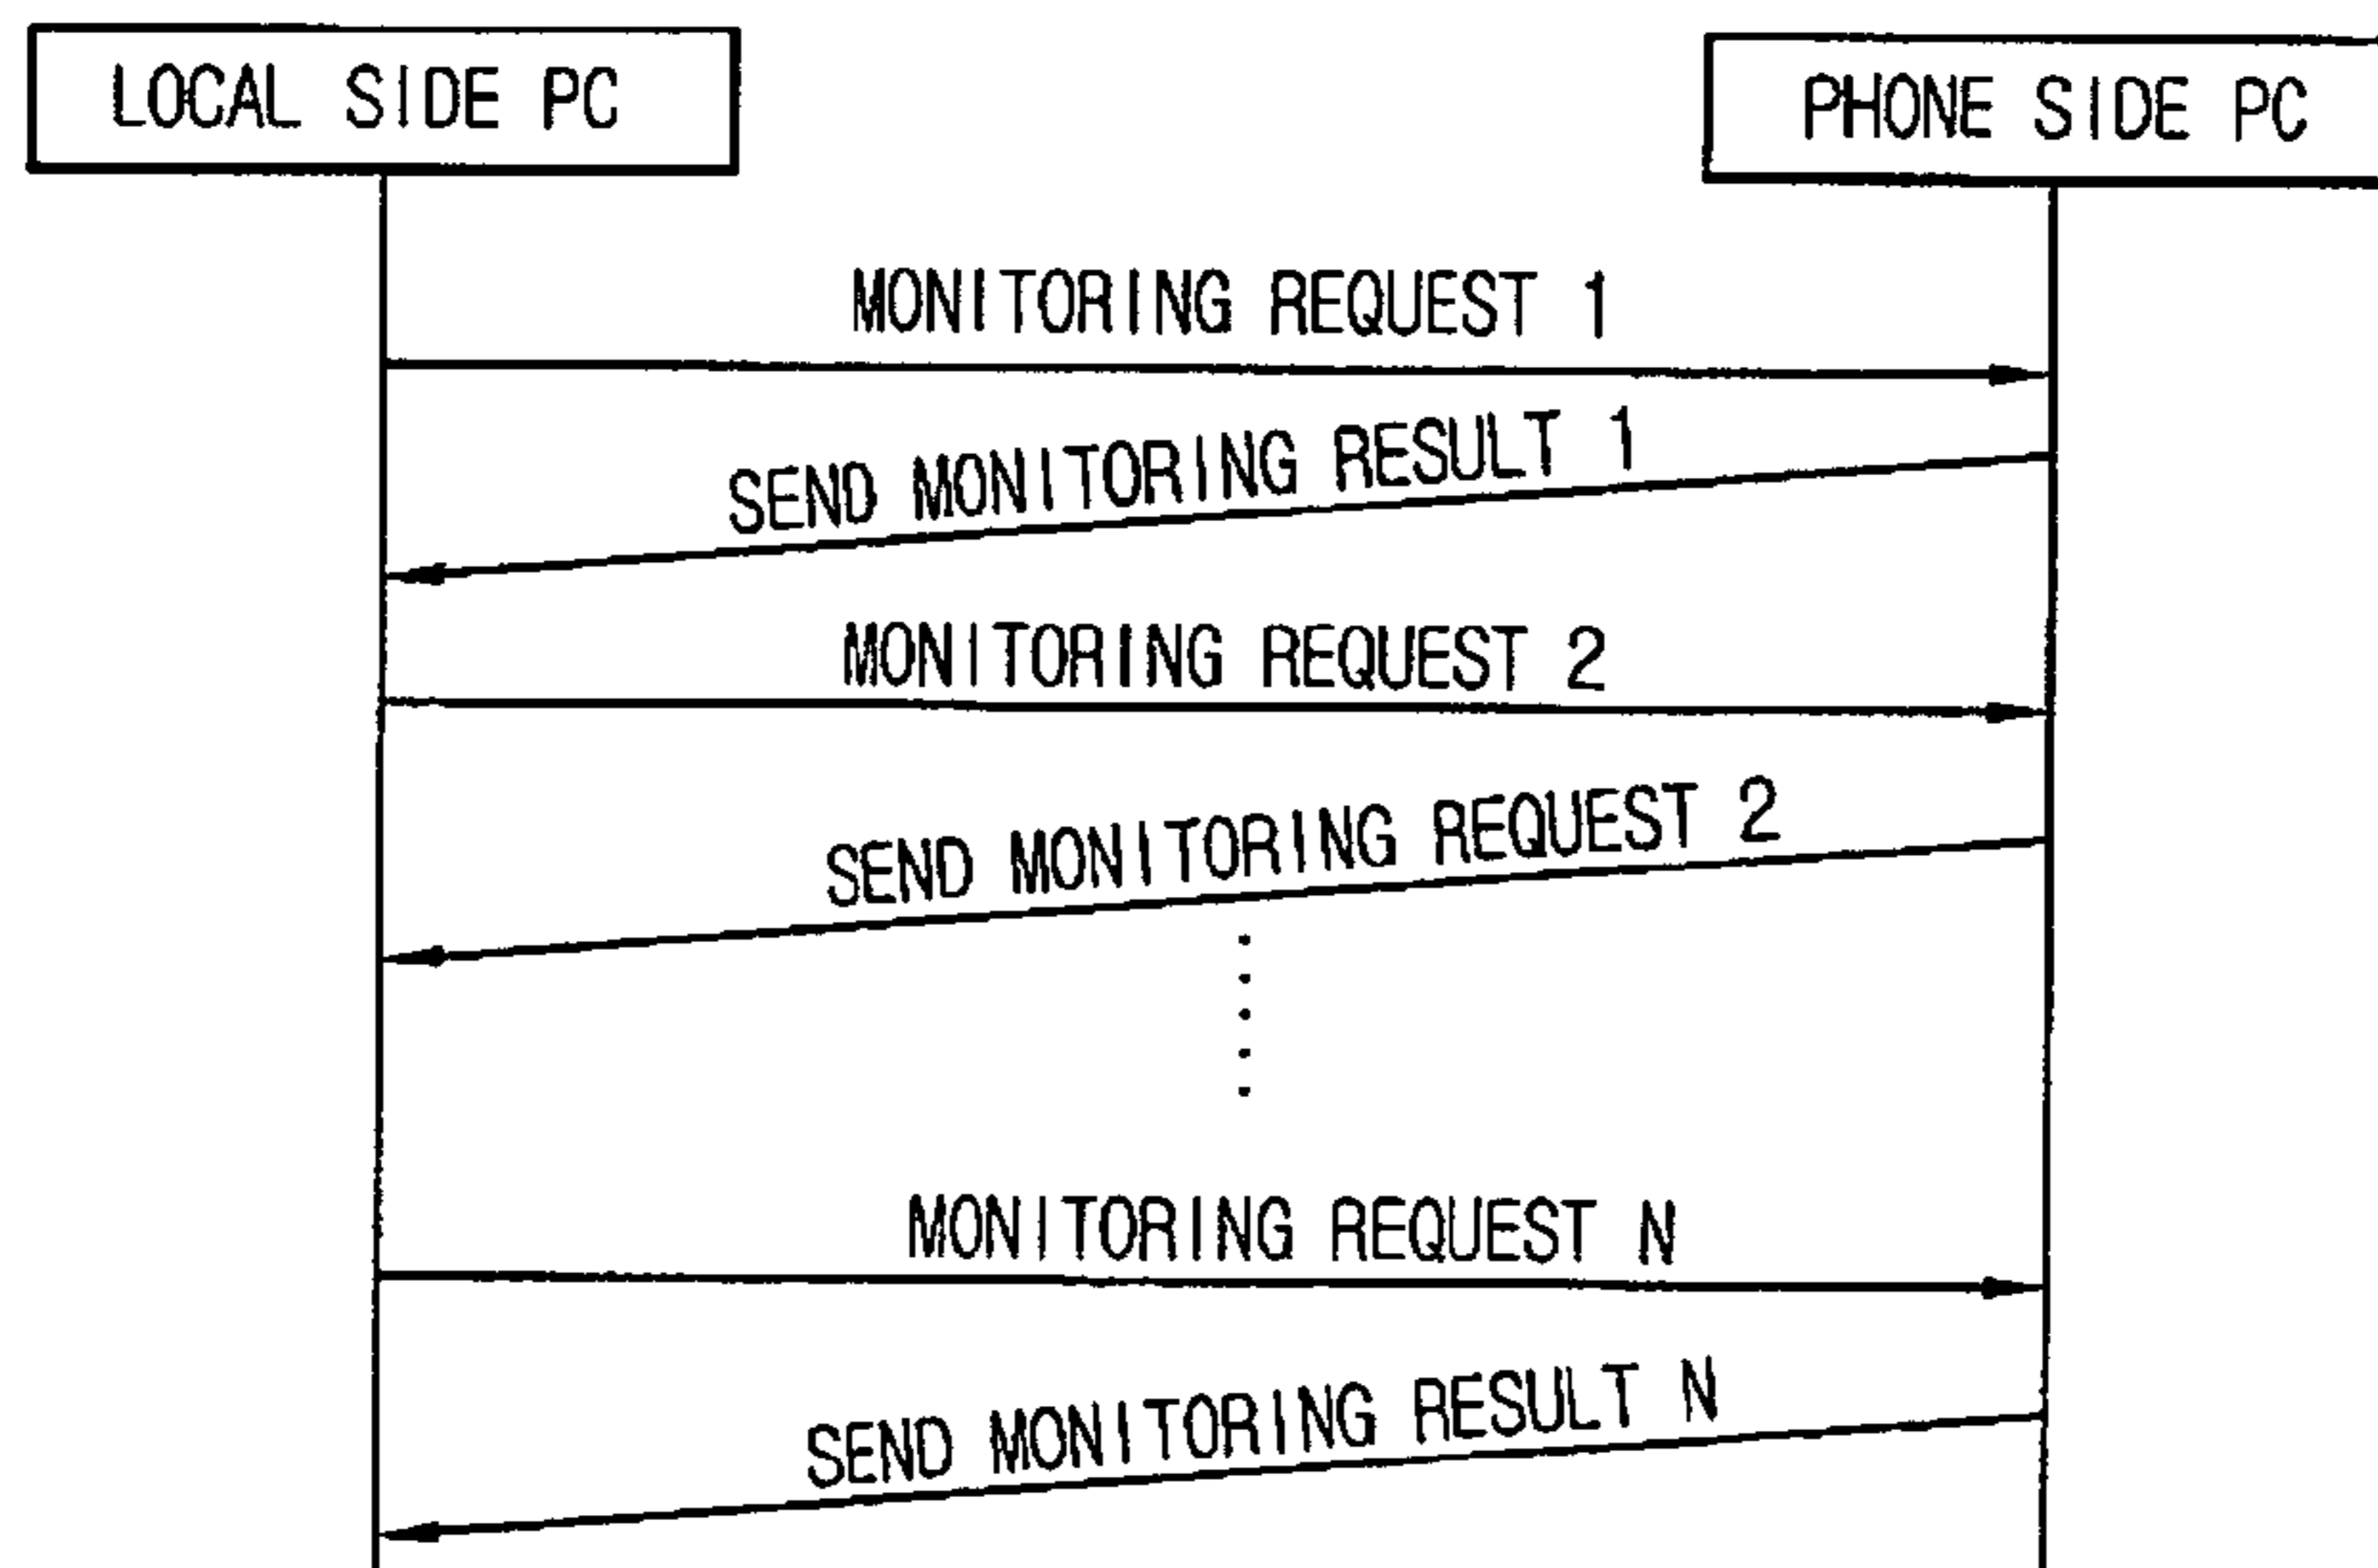 LOCAL SIDE PC
PHONE SIDE PC
MONITORING REQUEST 1
SEND MONITORING RESULT 1
MONITORING REQUEST 2
SEND MONITORING REQUEST 2
MONITORING REQUEST N
SEND MONITORING RESULT N